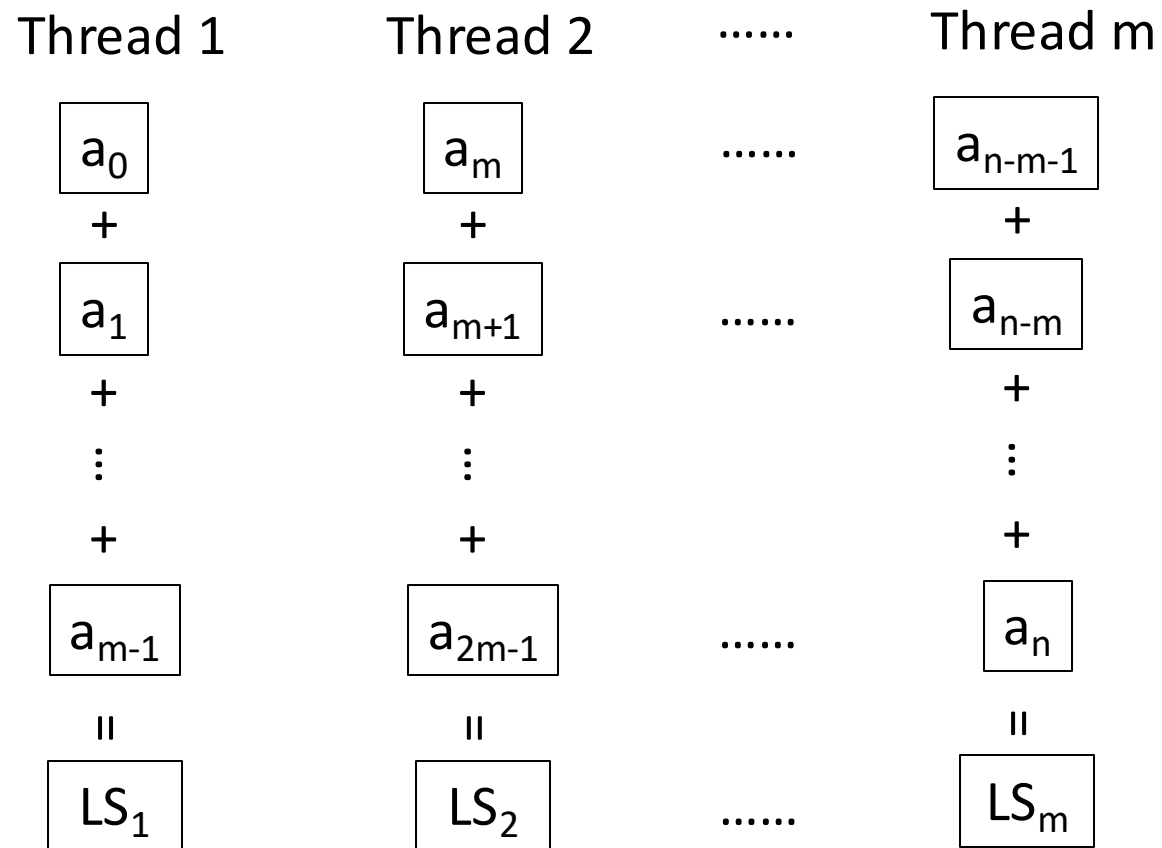 Thread 1 Thread 2 ...... Thread m
a0 am ...... an-m-1
+ + +
a1 am+1 ...... an-m
+ + +
⋮ ⋮ ⋮
+ + +
am-1 a2m-1 ...... an
= = =
LS1 LS2 ...... LSm